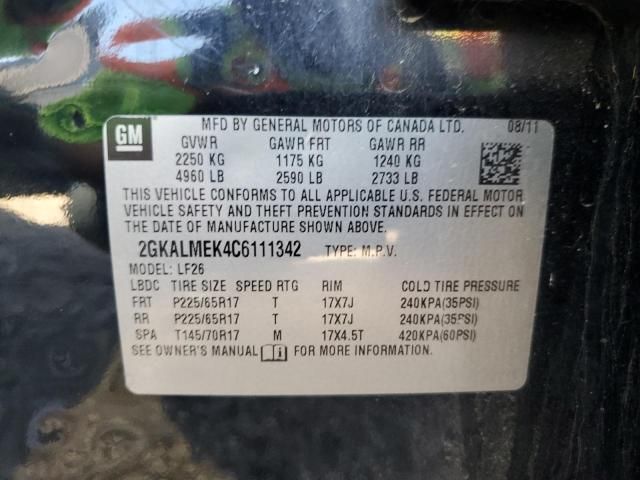 GM
MFD BY GENERAL MOTORS OF CANADA LTD. 08/11
GVWR GAWR FRT GAWR RR
2250 KG 1175 KG 1240 KG
4960 LB 2590 LB 2733 LB
THIS VEHICLE CONFORMS TO ALL APPLICABLE U.S. FEDERAL MOTOR
VEHICLE SAFETY AND THEFT PREVENTION STANDARDS IN EFFECT ON
THE DATE OF MANUFACTURE SHOWN ABOVE.
2GKALMEK4C6111342 TYPE: M.P.V.
MODEL: LF26
LBDC TIRE SIZE SPEED RTG RIM COLD TIRE PRESSURE
FRT P225/65R17 T 17X7J 240KPA(35PSI)
RR P225/65R17 T 17X7J 240KPA(35PSI)
SPA T145/70R17 M 17X4.5T 420KPA(60PSI)
SEE OWNER'S MANUAL FOR MORE INFORMATION.